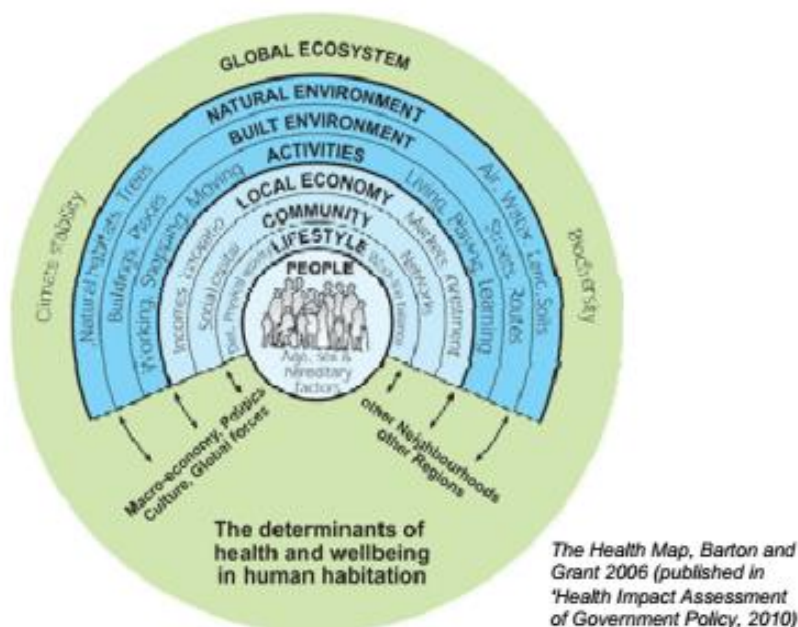 GLOBAL ECOSYSTEM
NATURAL ENVIRONMENT
BUILT ENVIRONMENT
ACTIVITIES
LOCAL ECONOMY
COMMUNITY
LIFESTYLE
PEOPLE
Climate stability
Biodiversity
Natural habitats Trees
Air, Water, Land, Soils
Buildings Places
Streets, Routes
Working, Shopping, Moving
Living, Playing, Learning
Incomes
Markets Investment
Social capital
Networks
Age, sex &
hereditary
factors
Macro-economy, Politics
Culture, Global forces
other Neighbourhoods
other Regions
The determinants of
health and wellbeing
in human habitation
The Health Map, Barton and
Grant 2006 (published in
'Health Impact Assessment
of Government Policy, 2010)